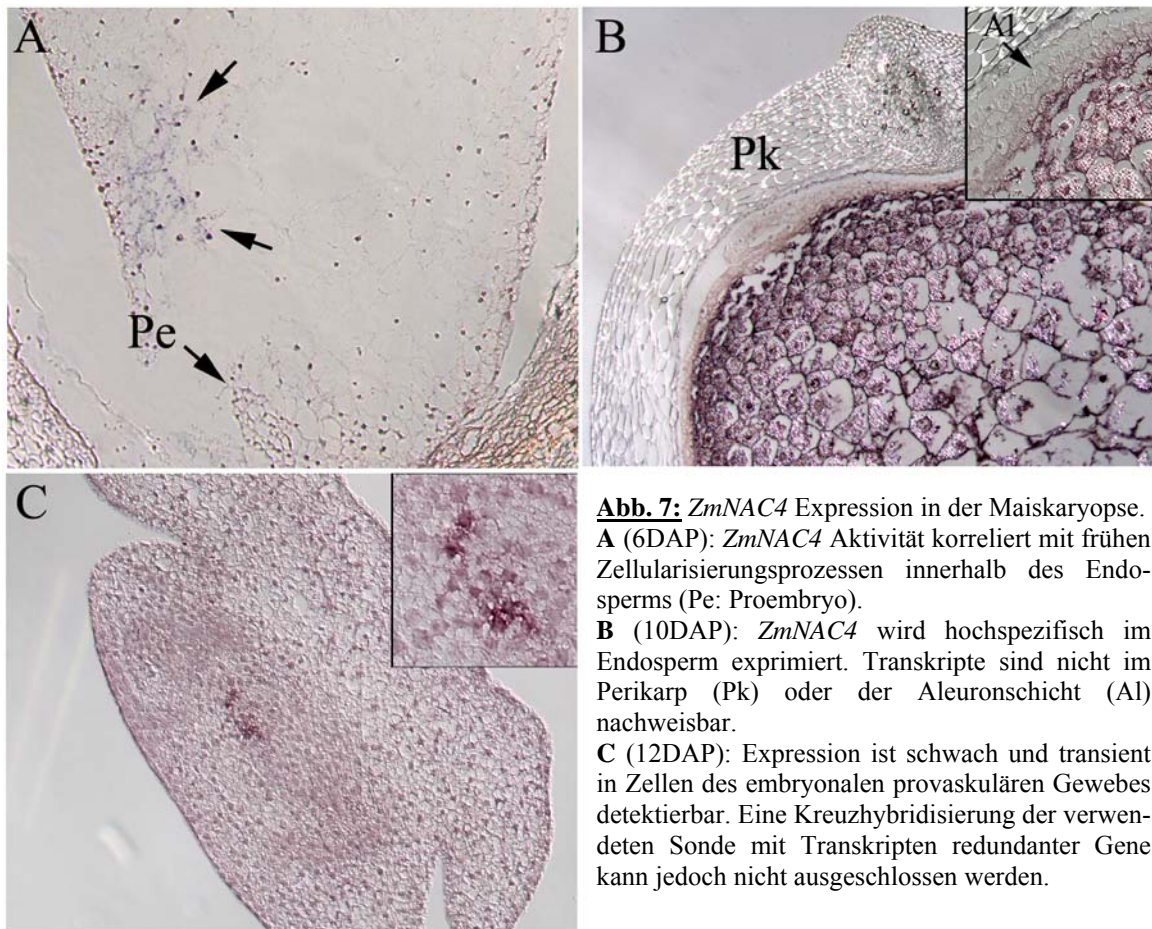 A
Pe
B
Pk
Al
C
Abb. 7: ZmNAC4 Expression in der Maiskaryopse.
A (6DAP): ZmNAC4 Aktivität korreliert mit frühen
Zellularisierungsprozessen innerhalb des Endo-
sperms (Pe: Proembryo).
B (10DAP): ZmNAC4 wird hochspezifisch im
Endosperm exprimiert. Transkripte sind nicht im
Perikarp (Pk) oder der Aleuronschicht (Al)
nachweisbar.
C (12DAP): Expression ist schwach und transient
in Zellen des embryonalen provaskulären Gewebes
detektierbar. Eine Kreuzhybridisierung der verwen-
deten Sonde mit Transkripten redundanter Gene
kann jedoch nicht ausgeschlossen werden.